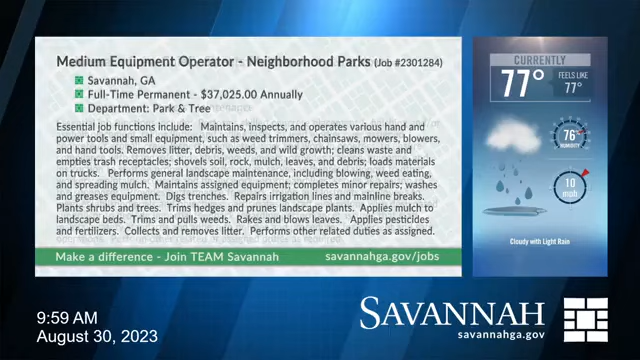 Medium Equipment Operator - Neighborhood Parks (Job #2301284)
Savannah, GA
Full-Time Permanent - $37,025.00 Annually
Department: Park & Tree
Essential job functions include: Maintains, inspects, and operates various hand and
power tools and small equipment, such as weed trimmers, chainsaws, mowers, blowers,
and hand tools. Removes litter, debris, weeds, and wild growth; cleans waste and
empties trash receptacles; shovels soil, rock, mulch, leaves, and debris; loads materials
on trucks. Performs general landscape maintenance, including blowing, weed eating,
and spreading mulch. Maintains assigned equipment; completes minor repairs; washes
and greases equipment. Digs trenches. Repairs irrigation lines and mainline breaks.
Plants shrubs and trees. Trims hedges and prunes landscape plants. Applies mulch to
landscape beds. Trims and pulls weeds. Rakes and blows leaves. Applies pesticides
and fertilizers. Collects and removes litter. Performs other related duties as assigned.
Make a difference - Join TEAM Savannah
savannahga.gov/jobs
CURRENTLY
77°
FEELS LIKE
77°
76°
HUMIDITY
10
mph
Cloudy with Light Rain
9:59 AM
August 30, 2023
SAVANNAH
savannahga.gov